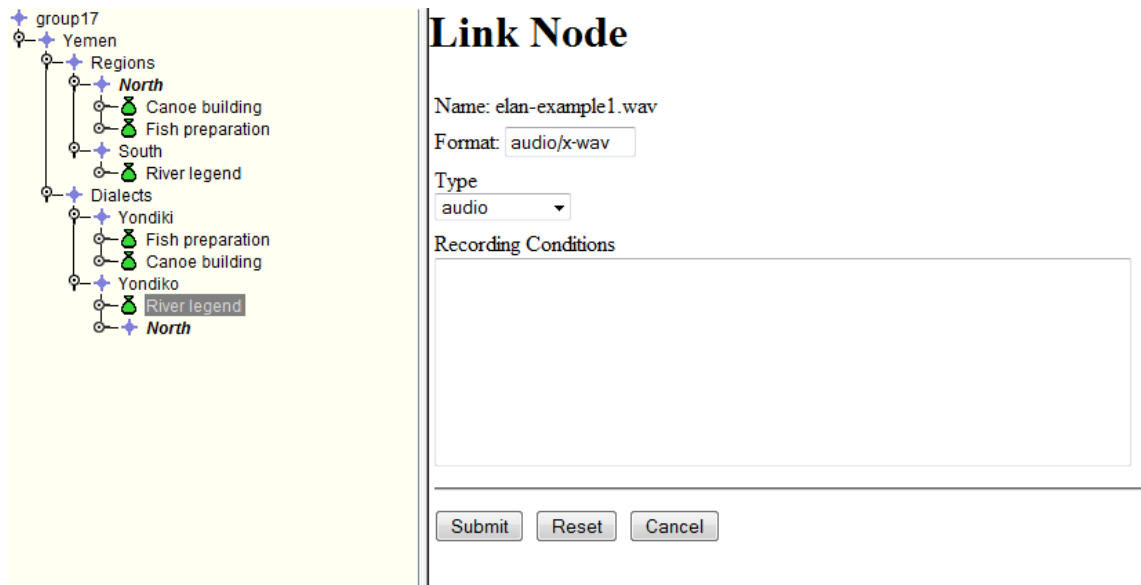 group17
Yemen
Regions
North
Canoe building
Fish preparation
South
River legend
Dialects
Yondiki
Fish preparation
Canoe building
Yondiko
River legend
North
Link Node
Name: elan-example1.wav
Format: audio/x-wav
Type
audio
Recording Conditions
Submit Reset Cancel